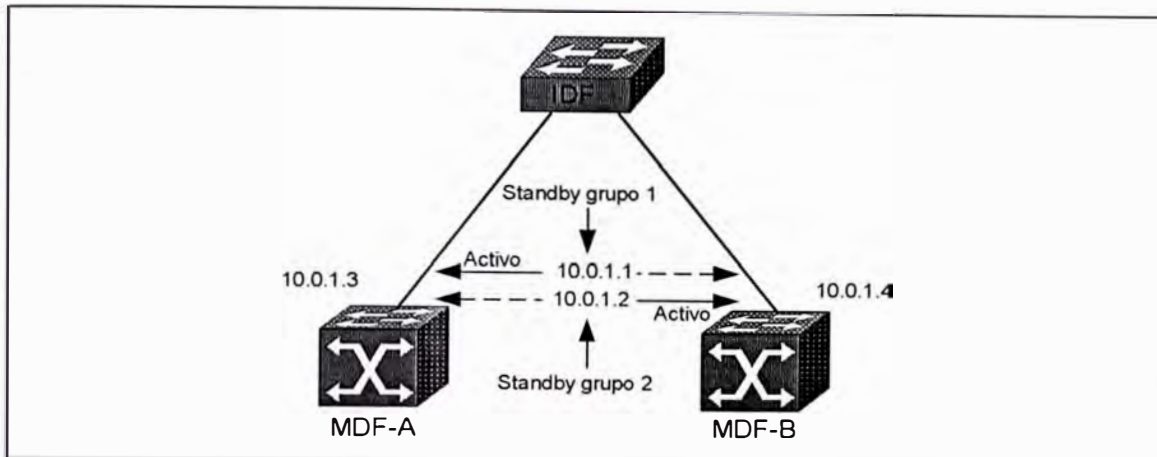 IDF
Standby grupo 1
Activo
10.0.1.1
10.0.1.3
10.0.1.4
10.0.1.2
Activo
Standby grupo 2
MDF-A
MDF-B